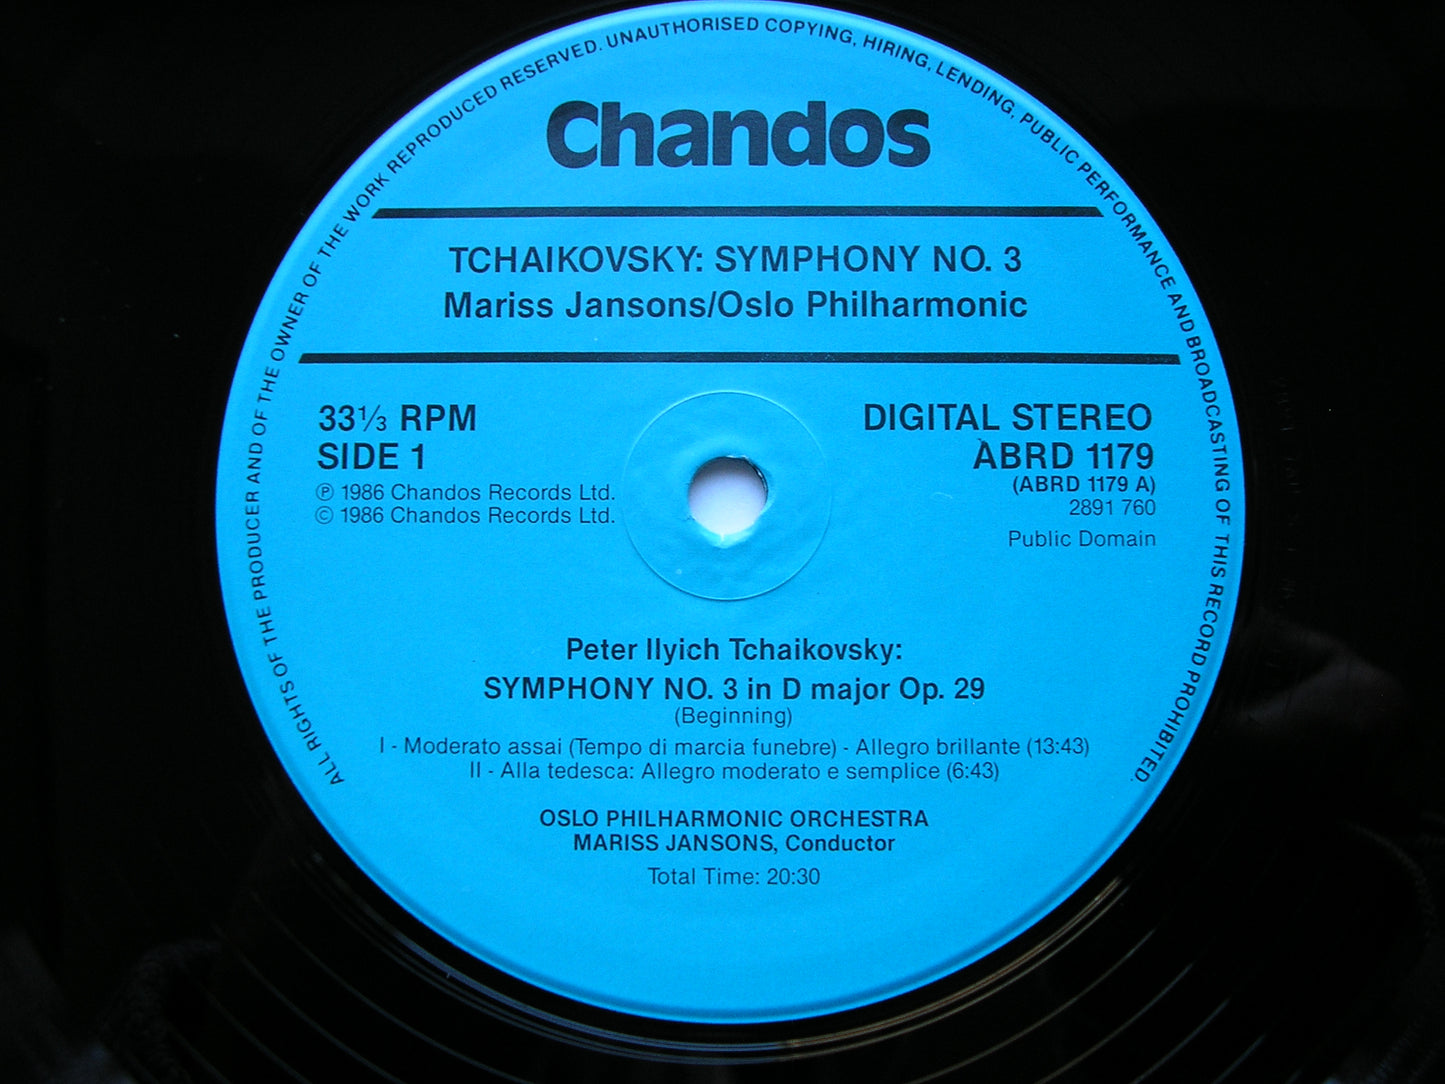 ALL RIGHTS OF THE PRODUCER AND OF THE OWNER OF THE WORK REPRODUCED RESERVED. UNAUTHORISED COPYING, HIRING, LENDING, PUBLIC PERFORMANCE AND BROADCASTING OF THIS RECORD PROHIBITED.
Chandos
TCHAIKOVSKY: SYMPHONY NO. 3
Mariss Jansons/Oslo Philharmonic
33⅓ RPM
SIDE 1
℗ 1986 Chandos Records Ltd.
© 1986 Chandos Records Ltd.
DIGITAL STEREO
ABRD 1179
(ABRD 1179 A)
2891 760
Public Domain
Peter Ilyich Tchaikovsky:
SYMPHONY NO. 3 in D major Op. 29
(Beginning)
I - Moderato assai (Tempo di marcia funebre) - Allegro brillante (13:43)
II - Alla tedesca: Allegro moderato e semplice (6:43)
OSLO PHILHARMONIC ORCHESTRA
MARISS JANSONS, Conductor
Total Time: 20:30